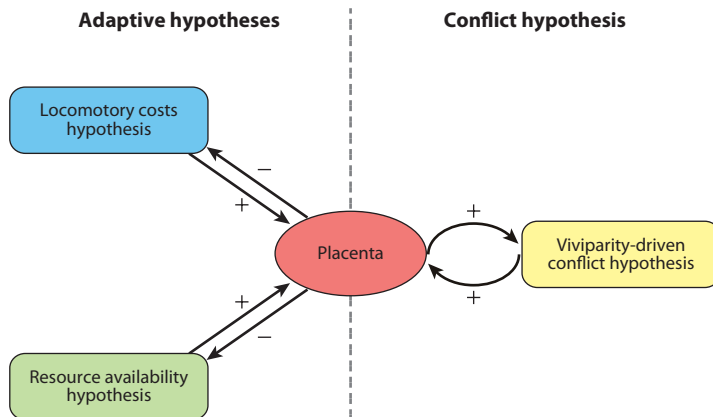 Adaptive hypotheses
Conflict hypothesis
Locomotory costs
hypothesis
−
+
+
Placenta
Viviparity-driven
conflict hypothesis
+
+
−
Resource availability
hypothesis